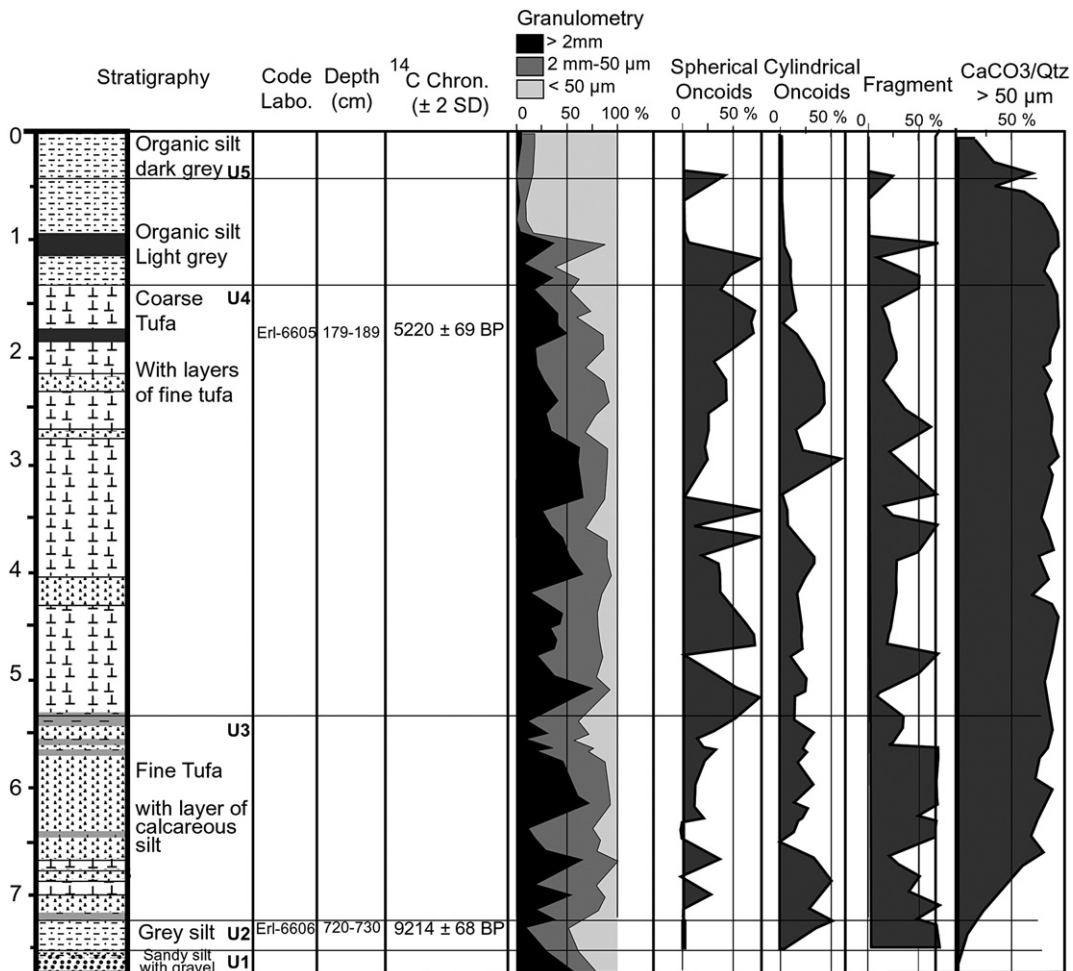 Granulometry
> 2mm
2 mm-50 µm
< 50 µm
Stratigraphy
Code
Labo.
Depth
(cm)
14
C Chron.
(± 2 SD)
0 50 100 %
Spherical
Oncoids
0 50 %
Cylindrical
Oncoids
0 50 %
Fragment
0 50 %
CaCO3/Qtz
> 50 µm
50 %
0
Organic silt
dark grey U5
1
Organic silt
Light grey
Coarse U4
Tufa
Erl-6605 179-189 5220 ± 69 BP
2
With layers
of fine tufa
3
4
5
U3
Fine Tufa
6
with layer of
calcareous
silt
7
Grey silt U2 Erl-6606 720-730 9214 ± 68 BP
Sandy silt
with gravel U1